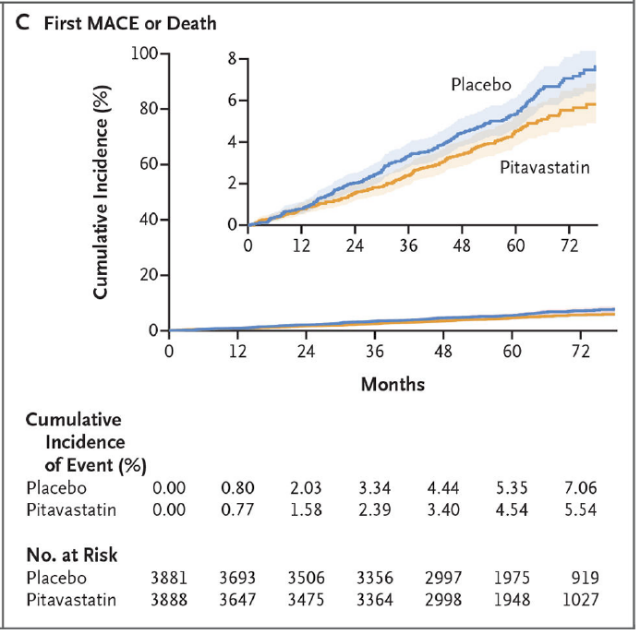 C First MACE or Death
Cumulative Incidence (%)
100
80
60
40
20
0
8
6
4
2
0
Placebo
Pitavastatin
0 12 24 36 48 60 72
0 12 24 36 48 60 72
Months
Cumulative
Incidence
of Event (%)
Placebo 0.00 0.80 2.03 3.34 4.44 5.35 7.06
Pitavastatin 0.00 0.77 1.58 2.39 3.40 4.54 5.54
No. at Risk
Placebo 3881 3693 3506 3356 2997 1975 919
Pitavastatin 3888 3647 3475 3364 2998 1948 1027